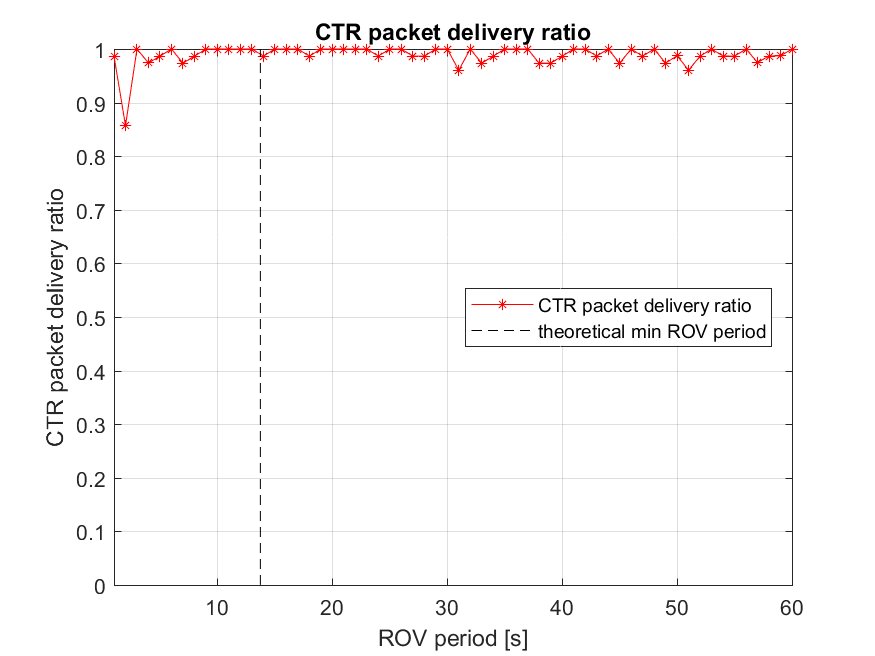 CTR packet delivery ratio
1
0.9
0.8
0.7
0.6
0.5
0.4
0.3
0.2
0.1
0
CTR packet delivery ratio
CTR packet delivery ratio
theoretical min ROV period
10 20 30 40 50 60
ROV period [s]